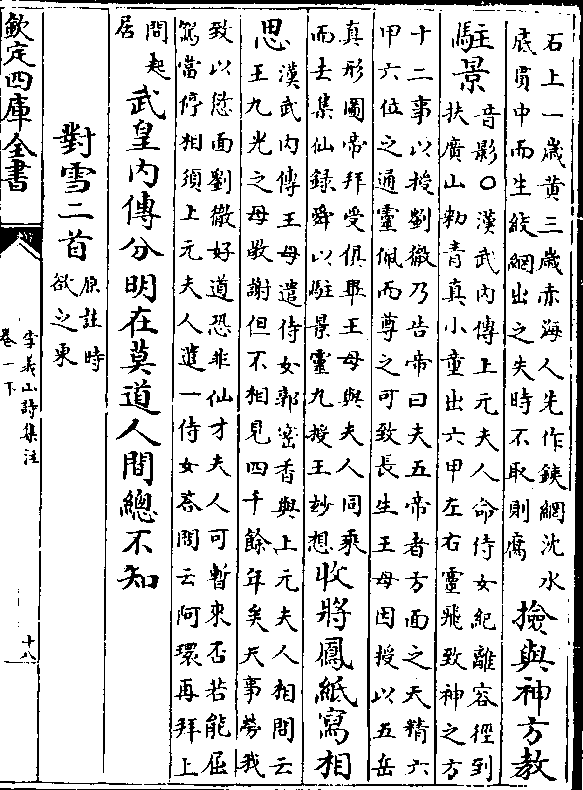 石上一歲黄三歲赤海人先作鐵網沈水
底貫中而生絞網出之失時不取則腐
撿與神方教
駐景
音影〇漢武内傳上元夫人命侍女紀離容徑到
扶廣山勑青真小童出六甲左右靈飛致神之方
十二事以授劉徹乃告帝曰夫五帝者方面之天精六
甲六位之通靈佩而尊之可致長生王母因授以五岳
真形圖帝拜受俱畢王母與夫人同乘
而去集仙錄舜以駐景靈丸授王妙想
收將鳳紙寫相
思
漢武内傳王母遣侍女郭密香與上元夫人相問云
王九光之母敬謝但不相見四千餘年矣天事勞我
致以愆面劉徹好道恐非仙才夫人可暫來否若能屈
駕當停相須上元夫人遣一侍女答問云阿環再拜上
問起
居
武皇内傳分明在莫道人間總不知
對雪二首
原註時
欲之東
欽定四庫全書
李義山詩集注
卷一下
十八